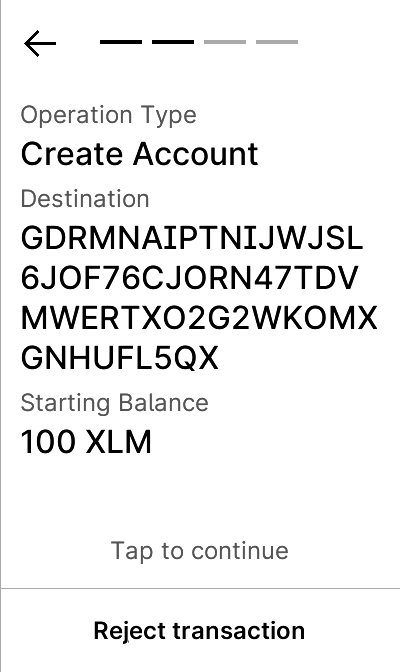 Operation Type
Create Account
Destination
GDRMNAIPTNIJWJSL
6JOF76CJORN47TDV
MWERTXO2G2WKOMX
GNHUFL5QX
Starting Balance
100 XLM
Tap to continue
Reject transaction